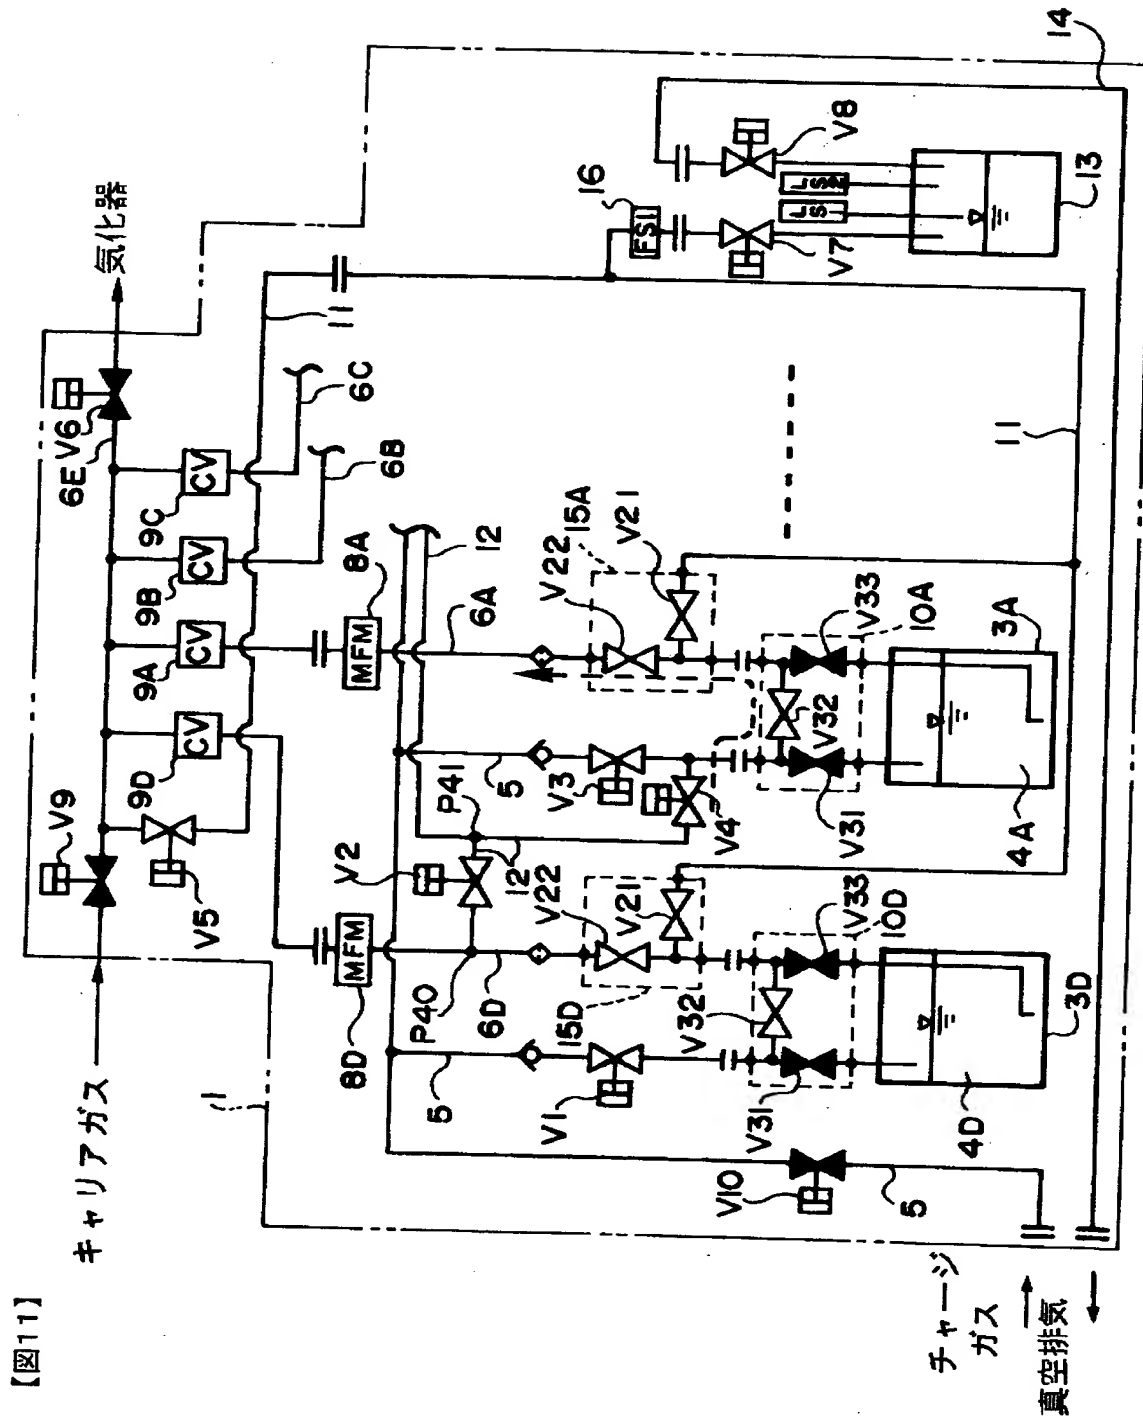 【図11】
キャリアガス
気化器
V9
6E
V6
V5
9D
CV
9A
CV
9B
CV
9C
CV
6C
6B
11
1
8D
MFM
P40
V2
P41
12
12
8A
MFM
6A
16
FS1
V7
V8
LS1
LS2
13
14
5
V1
6D
15D
V22
V21
5
V3
V4
V22
15A
V21
11
V10
5
V31
V32
V33
10D
V31
V32
V33
10A
4D
3D
4A
3A
チャージ
ガス
真空排気